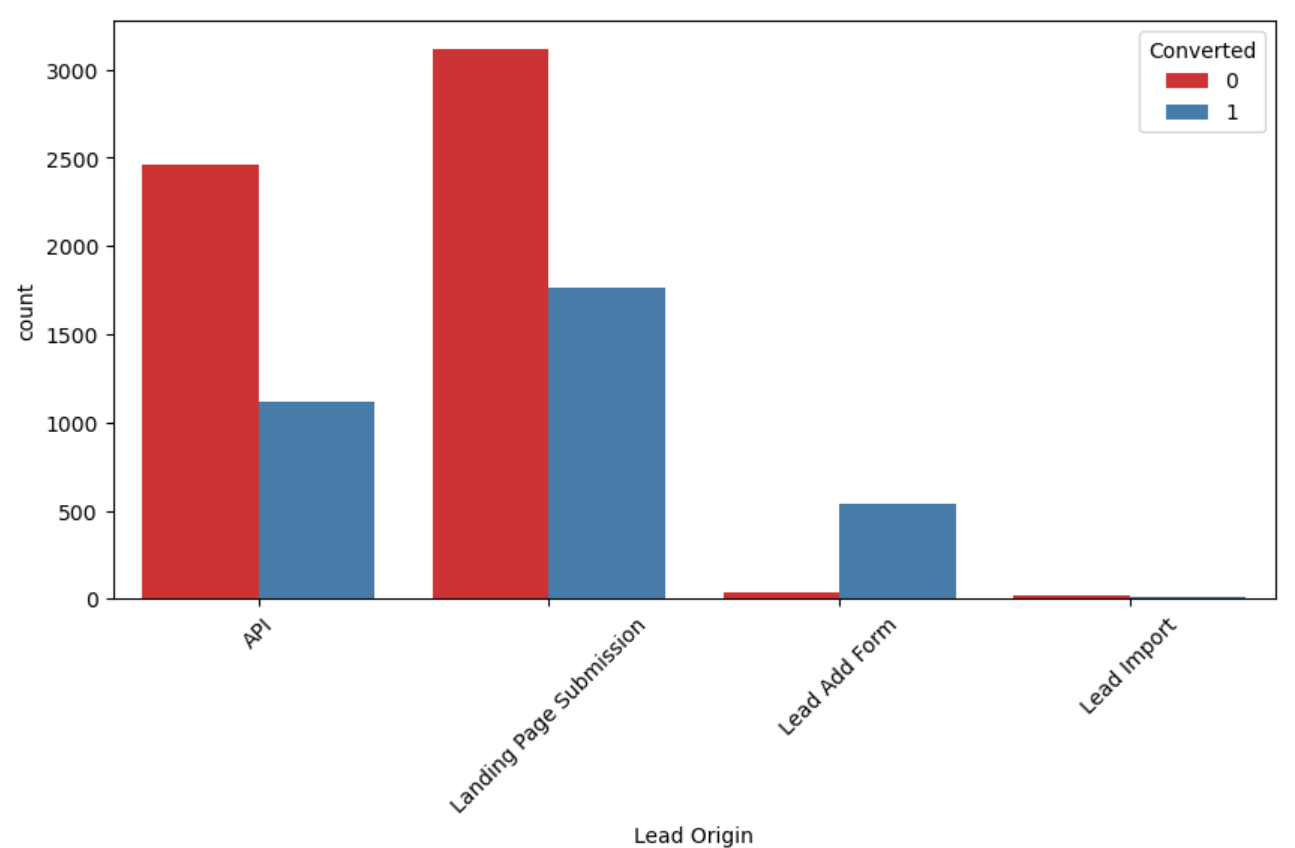 Converted
0
1
3000
2500
2000
1500
1000
500
0
count
API
Landing Page Submission
Lead Add Form
Lead Import
Lead Origin